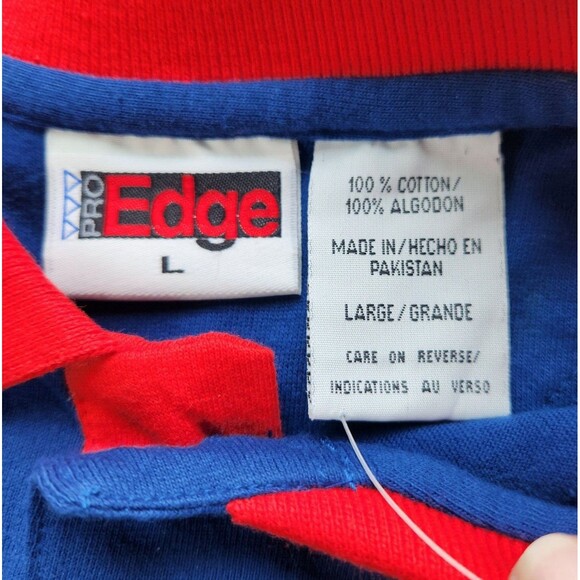 PRO Edge
L
100 % COTTON/
100% ALGODON
MADE IN/HECHO EN
PAKISTAN
LARGE/GRANDE
CARE ON REVERSE/
INDICATIONS AU VERSO